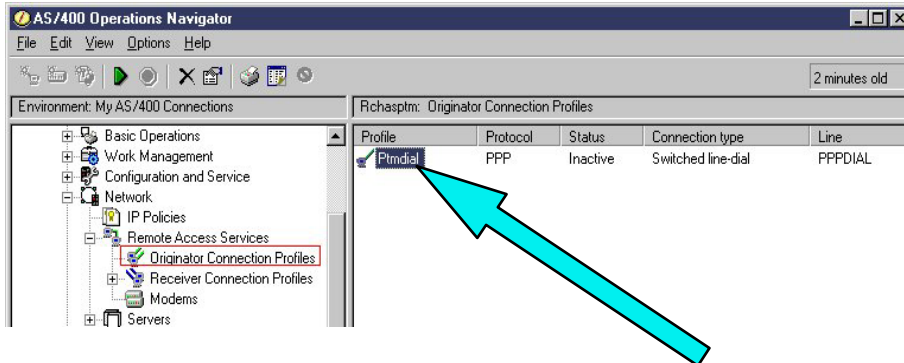 AS/400 Operations Navigator
File Edit View Options Help
2 minutes old
Environment: My AS/400 Connections
Rchasptm: Originator Connection Profiles
Basic Operations
Work Management
Configuration and Service
Network
IP Policies
Remote Access Services
Originator Connection Profiles
Receiver Connection Profiles
Modems
Servers
Profile Protocol Status Connection type Line
Ptmdial PPP Inactive Switched line-dial PPPDIAL